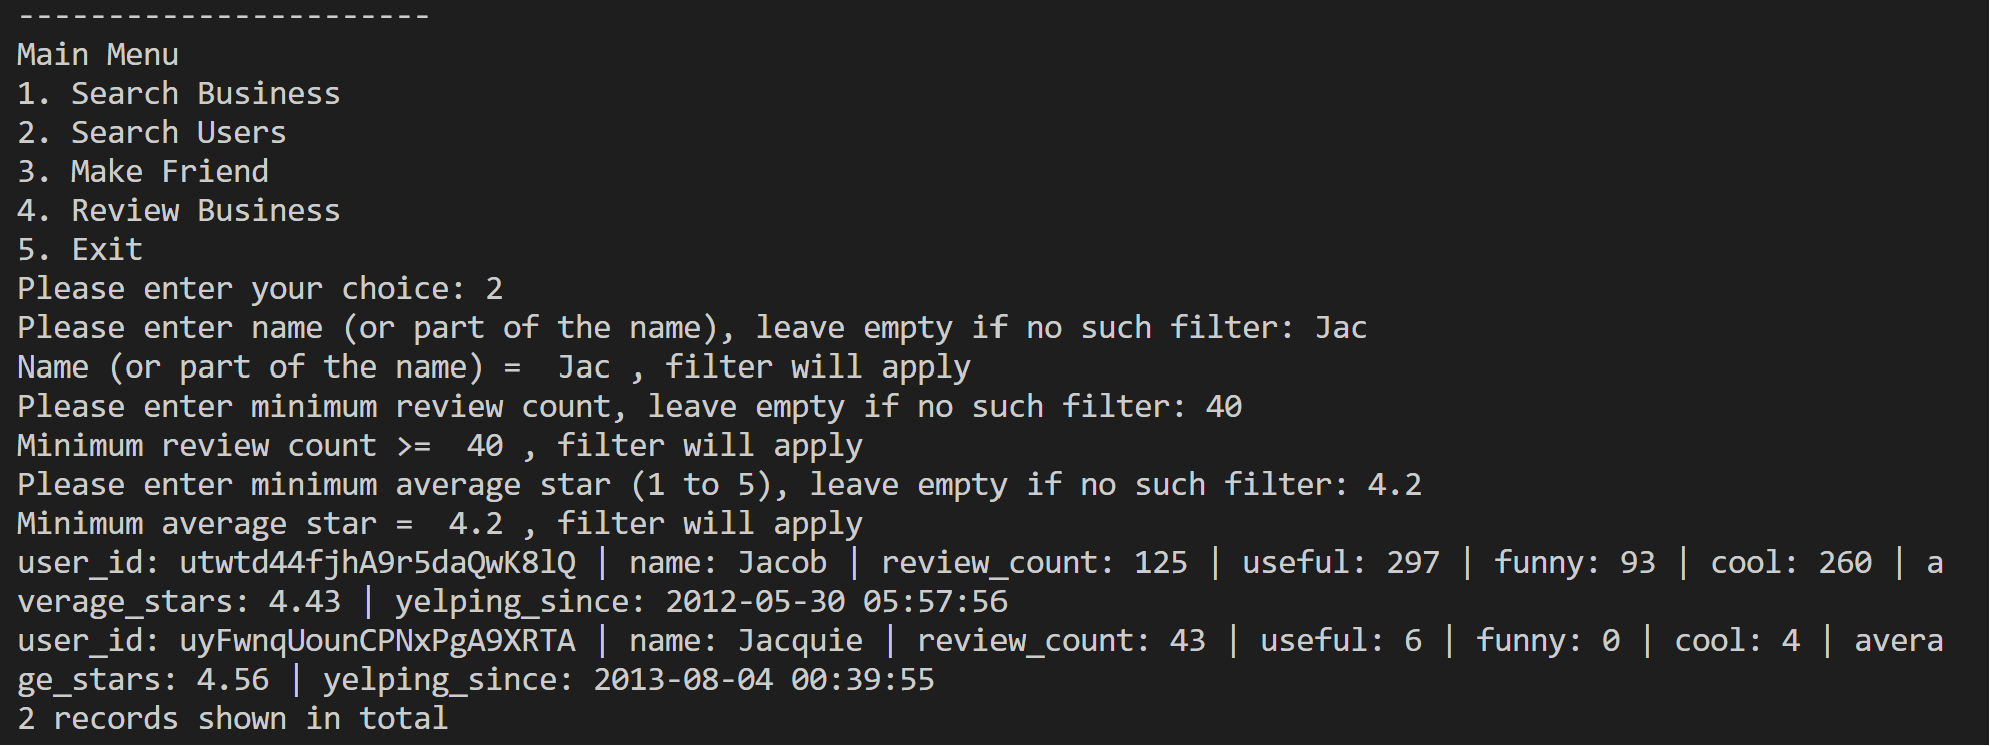 -----------------------
Main Menu
1. Search Business
2. Search Users
3. Make Friend
4. Review Business
5. Exit
Please enter your choice: 2
Please enter name (or part of the name), leave empty if no such filter: Jac
Name (or part of the name) =  Jac , filter will apply
Please enter minimum review count, leave empty if no such filter: 40
Minimum review count >=  40 , filter will apply
Please enter minimum average star (1 to 5), leave empty if no such filter: 4.2
Minimum average star =  4.2 , filter will apply
user_id: utwtd44fjhA9r5daQwK8lQ | name: Jacob | review_count: 125 | useful: 297 | funny: 93 | cool: 260 | a
verage_stars: 4.43 | yelping_since: 2012-05-30 05:57:56
user_id: uyFwnqUounCPNxPgA9XRTA | name: Jacquie | review_count: 43 | useful: 6 | funny: 0 | cool: 4 | avera
ge_stars: 4.56 | yelping_since: 2013-08-04 00:39:55
2 records shown in total